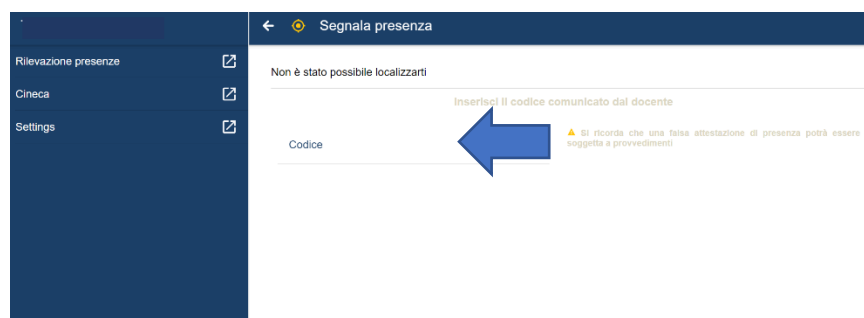 Segnala presenza
Rilevazione presenze
Cineca
Settings
Non è stato possibile localizzarti
Inserisci il codice comunicato dal docente
Codice
Si ricorda che una falsa attestazione di presenza potrà essere
soggetta a provvedimenti